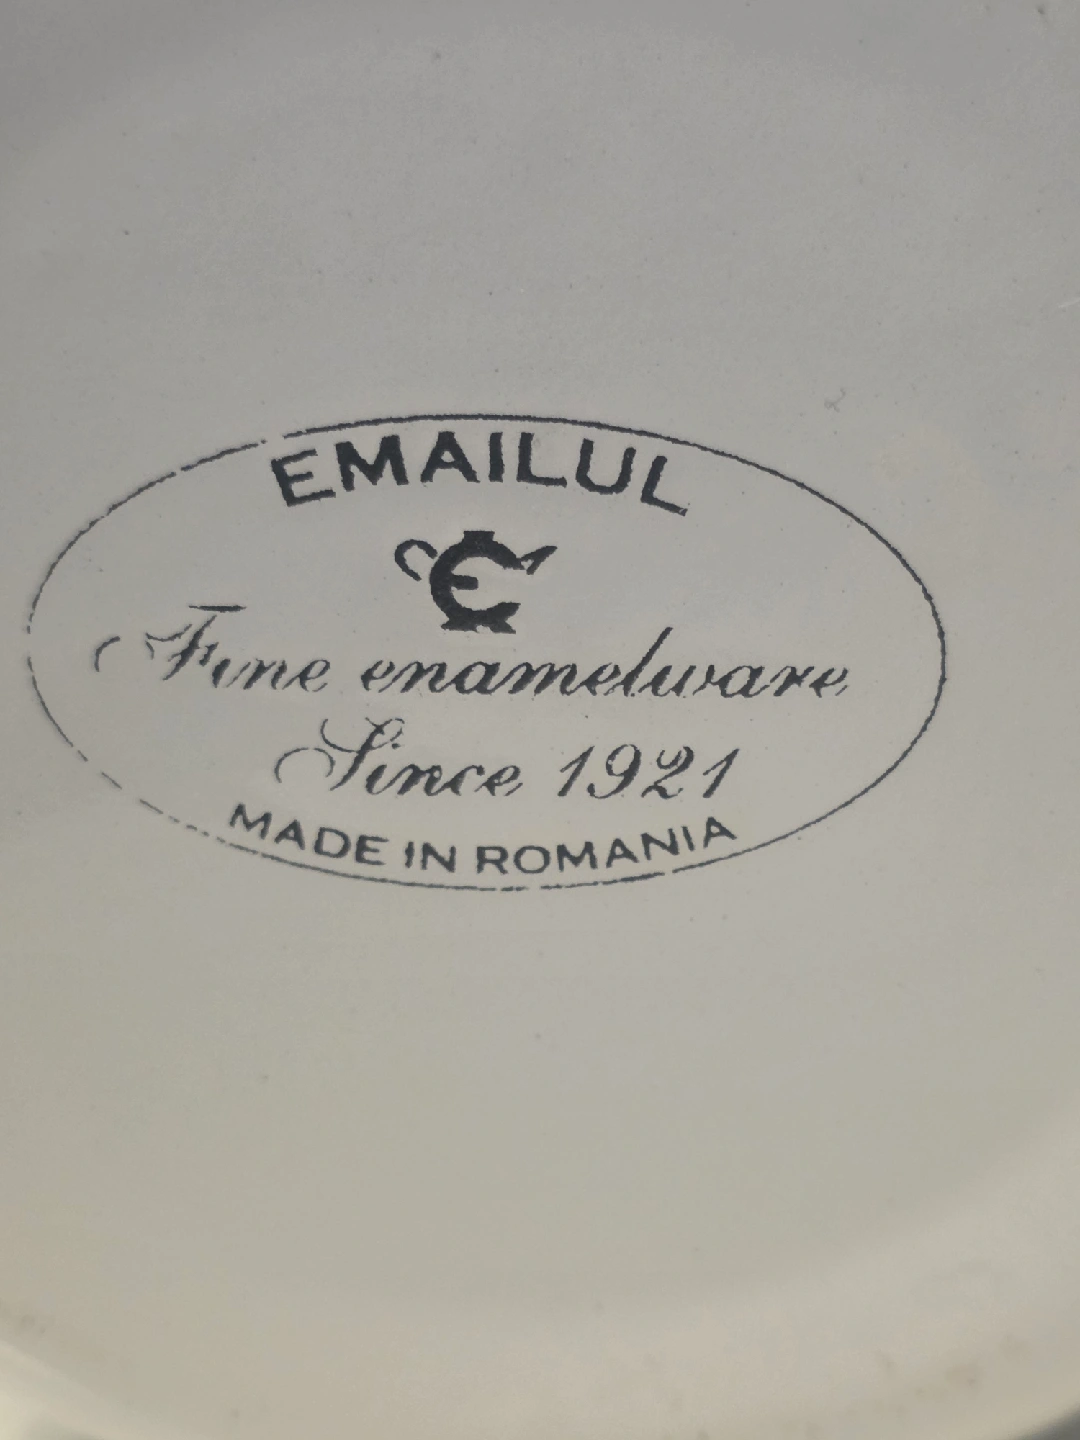 EMAILUL
Fine enamelware
Since 1921
MADE IN ROMANIA